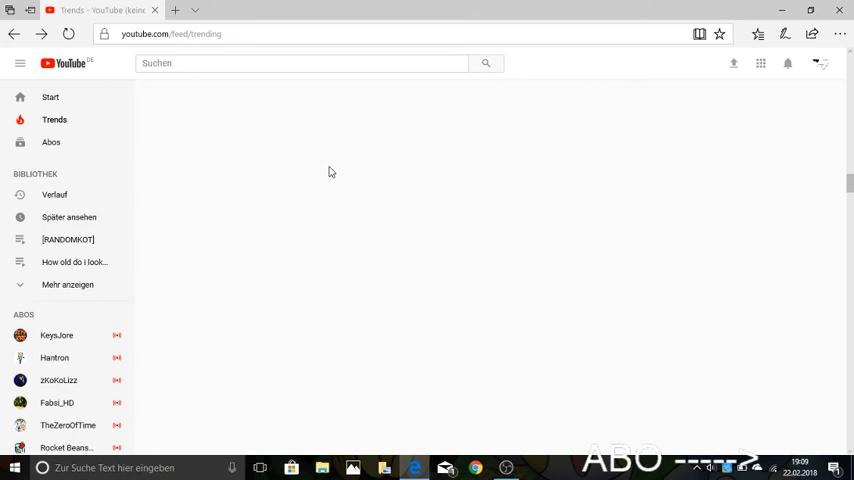 Trends - YouTube (keine
youtube.com/feed/trending
YouTube DE
Suchen
Start
Trends
Abos
BIBLIOTHEK
Verlauf
Später ansehen
[RANDOMKOT]
How old do i look...
Mehr anzeigen
ABOS
KeysJore
Hantron
zKoKoLizz
Fabsi_HD
TheZeroOfTime
Rocket Beans...
ABO ----->
Zur Suche Text hier eingeben
19:09
22.02.2018